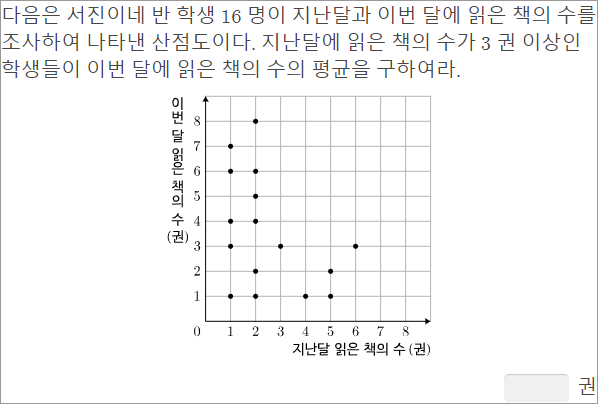 다음은 서진이네 반 학생 16 명이 지난달과 이번 달에 읽은 책의 수를
조사하여 나타낸 산점도이다. 지난달에 읽은 책의 수가 3 권 이상인
학생들이 이번 달에 읽은 책의 수의 평균을 구하여라.
이번 달 읽은 책의 수 (권)
8
7
6
5
4
3
2
1
0 1 2 3 4 5 6 7 8
지난달 읽은 책의 수 (권)
권